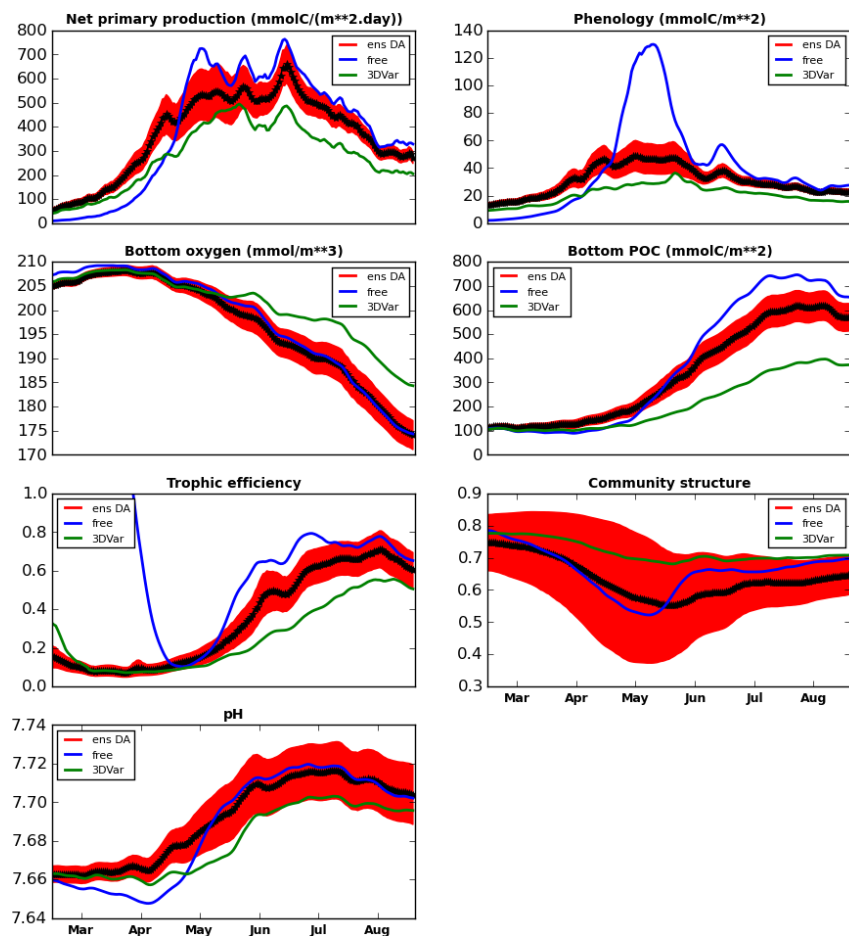 Net primary production (mmolC/(m**2.day))
800
700
600
500
400
300
200
100
0
ens DA
free
3DVar
Phenology (mmolC/m**2)
140
120
100
80
60
40
20
0
ens DA
free
3DVar
Bottom oxygen (mmol/m**3)
210
205
200
195
190
185
180
175
170
ens DA
free
3DVar
Bottom POC (mmolC/m**2)
800
700
600
500
400
300
200
100
0
ens DA
free
3DVar
Trophic efficiency
1.0
0.8
0.6
0.4
0.2
0.0
ens DA
free
3DVar
Community structure
0.9
0.8
0.7
0.6
0.5
0.4
0.3
ens DA
free
3DVar
Mar Apr May Jun Jul Aug
pH
7.74
7.72
7.70
7.68
7.66
7.64
ens DA
free
3DVar
Mar Apr May Jun Jul Aug